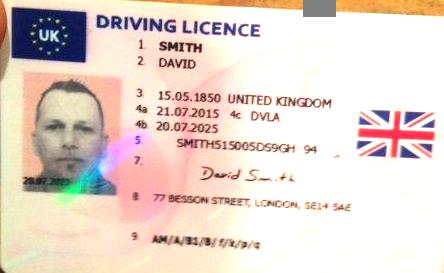 UK DRIVING LICENCE
1. SMITH
2. DAVID
3. 15.05.1850 UNITED KINGDOM
4a 21.07.2015 4c DVLA
4b 20.07.2025
5. SMITH515005DS9GH 94
7. David Smith
20.07.2025
8 77 BESSON STREET, LONDON, SE14 5AE
9 AM/A/B1/B/f/k/p/q